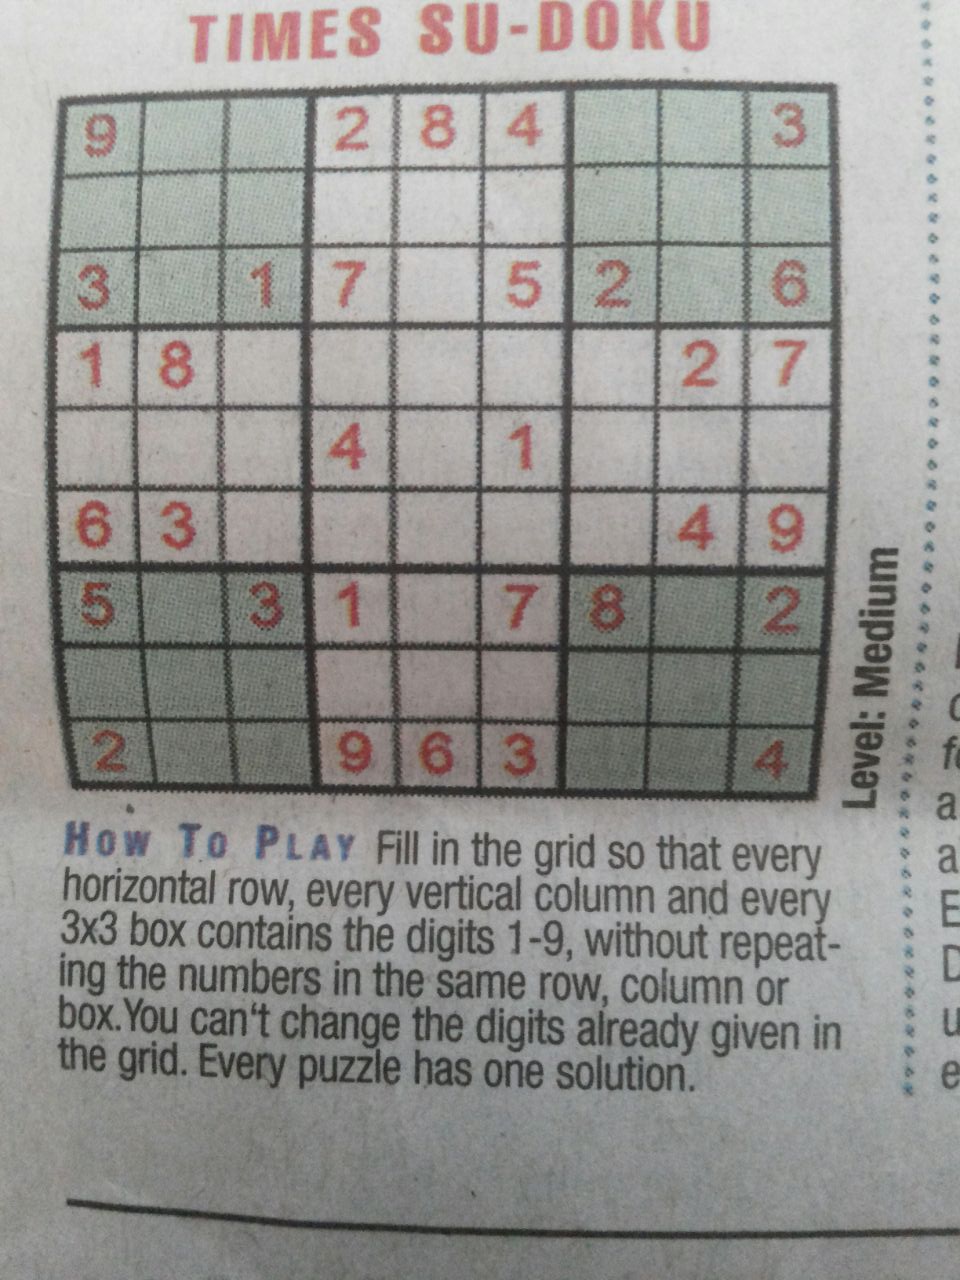 TIMES SU-DOKU
9 2 8 4 3
3 1 7 5 2 6
1 8 2 7
4 1
6 3 4 9
5 3 1 7 8 2
2 9 6 3 4
Level: Medium
HOW TO PLAY Fill in the grid so that every
horizontal row, every vertical column and every
3x3 box contains the digits 1-9, without repeat-
ing the numbers in the same row, column or
box.You can't change the digits already given in
the grid. Every puzzle has one solution.